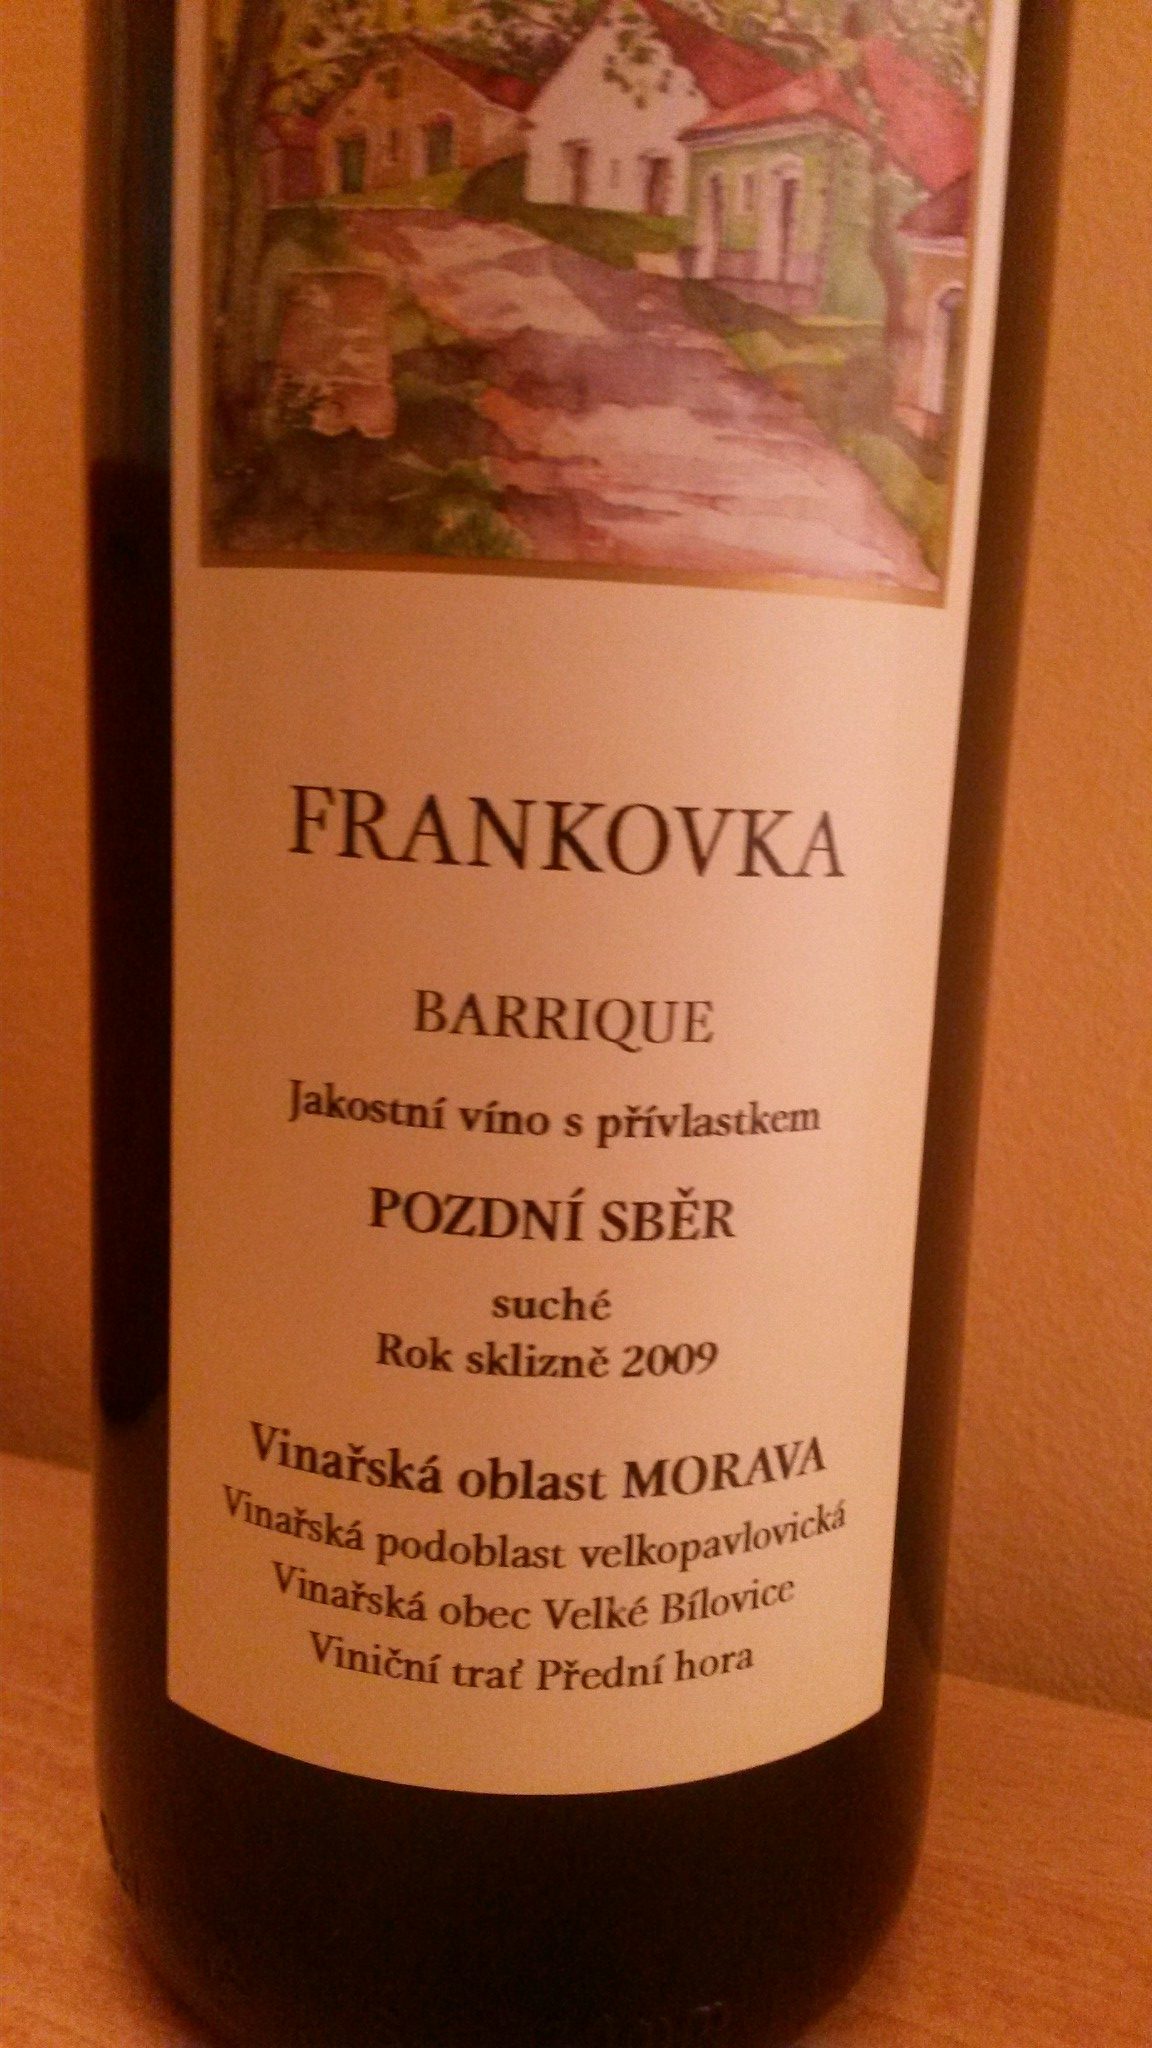 FRANKOVKA
BARRIQUE
Jakostní víno s přívlastkem
POZDNÍ SBĚR
suché
Rok sklizně 2009
Vinařská oblast MORAVA
Vinařská podoblast velkopavlovická
Vinařská obec Velké Bílovice
Viniční trať Přední hora